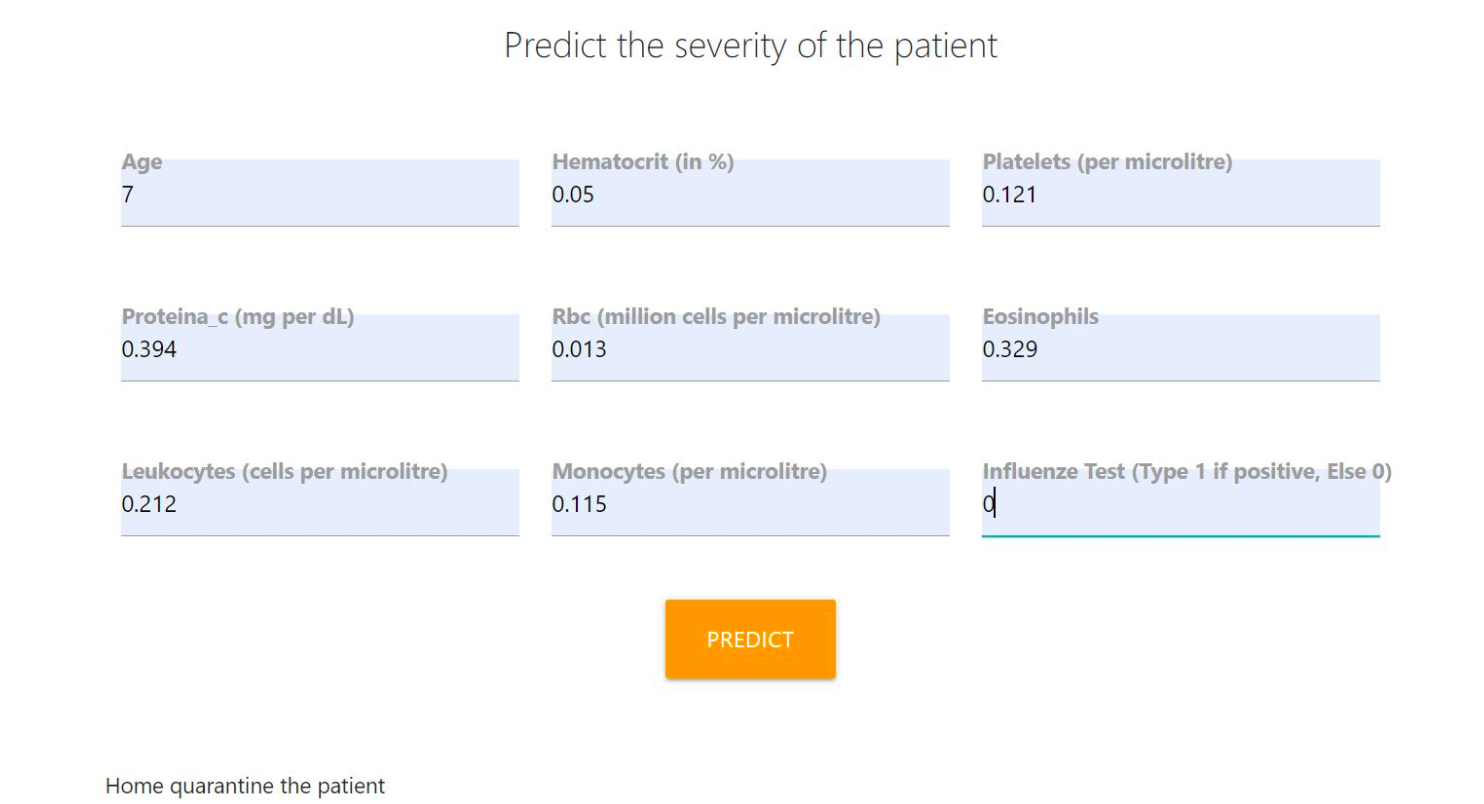 Predict the severity of the patient
Age
7
Hematocrit (in %)
0.05
Platelets (per microlitre)
0.121
Proteina_c (mg per dL)
0.394
Rbc (million cells per microlitre)
0.013
Eosinophils
0.329
Leukocytes (cells per microlitre)
0.212
Monocytes (per microlitre)
0.115
Influenze Test (Type 1 if positive, Else 0)
0
PREDICT
Home quarantine the patient